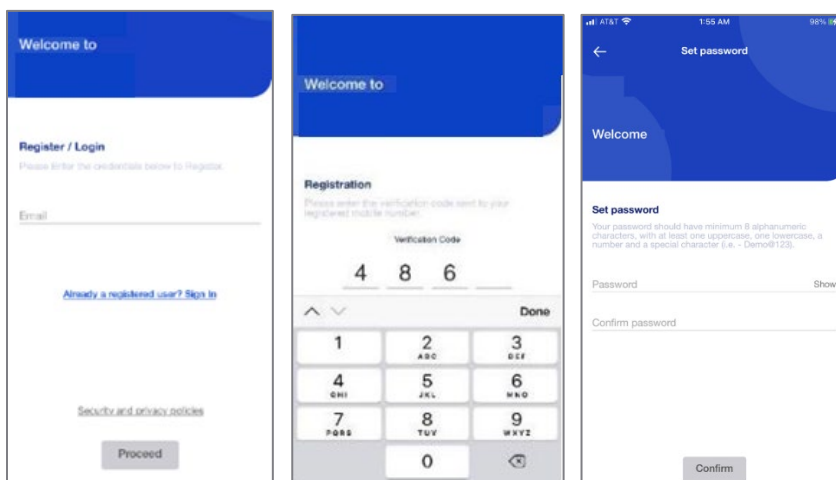 Welcome to
Register / Login
Please Enter the credentials below to Register.
Email
Already a registered user? Sign In
Security and privacy policies
Proceed
Welcome to
Registration
Please enter the verification code sent to your
registered mobile number.
Verification Code
4 8 6
Done
1
2
ABC
3
DEF
4
GHI
5
JKL
6
MNO
7
PQRS
8
TUV
9
WXYZ
0
AT&T
1:55 AM
98%
Set password
Welcome
Set password
Your password should have minimum 8 alphanumeric
characters, with at least one uppercase, one lowercase, a
number and a special character (i.e. - Demo@123).
Password
Show
Confirm password
Confirm